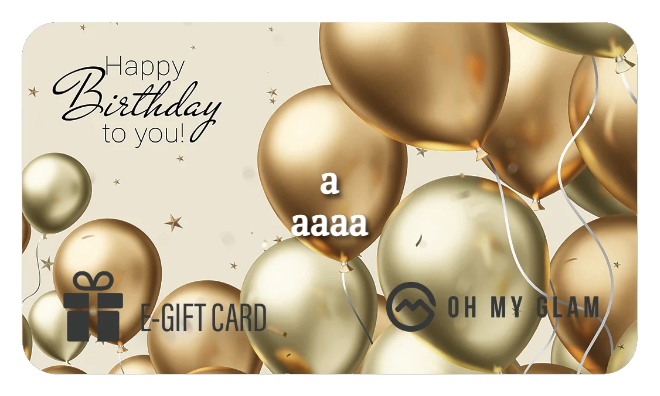 Happy
Birthday
to you!
a
aaaa
E-GIFT CARD
OH MY GLAM